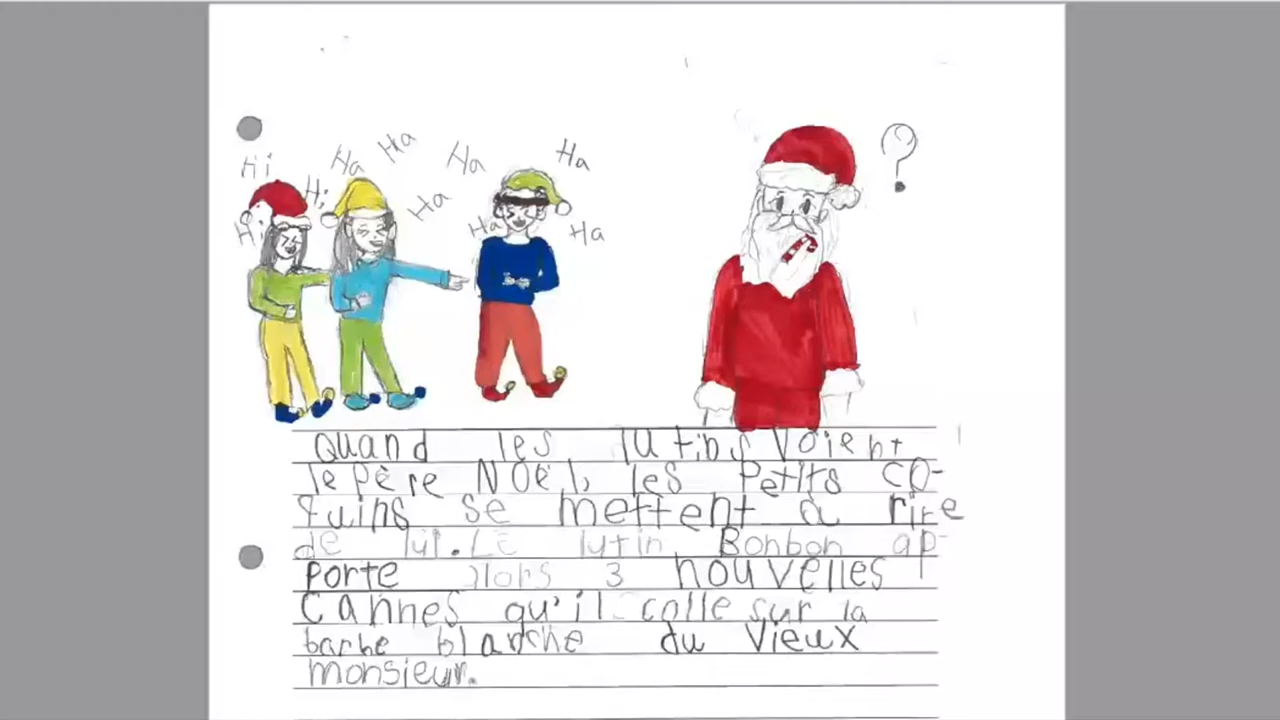 Hi
Hi
Hi
Ha
Ha
Ha
Ha
Ha
Ha
Ha
?
Quand les lutins voient
le Père Noël, les Petits co-
quins se mettent à rire
de lui. Le lutin Bonbon ap-
porte alors 3 nouvelles
Cannes qu'il colle sur la
barbe blanche du Vieux
monsieur.